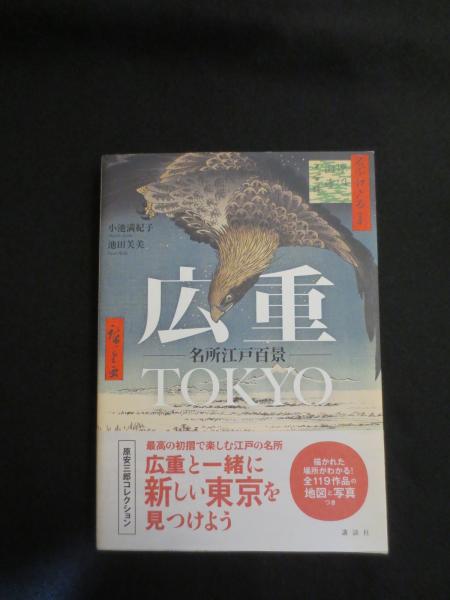 小池満紀子
池田芙美
広重
名所江戸百景
TOKYO
原安三郎コレクション
最高の初摺で楽しむ江戸の名所
広重と一緒に
新しい東京を
見つけよう
描かれた
場所がわかる!
全119作品の
地図と写真
つき
講談社